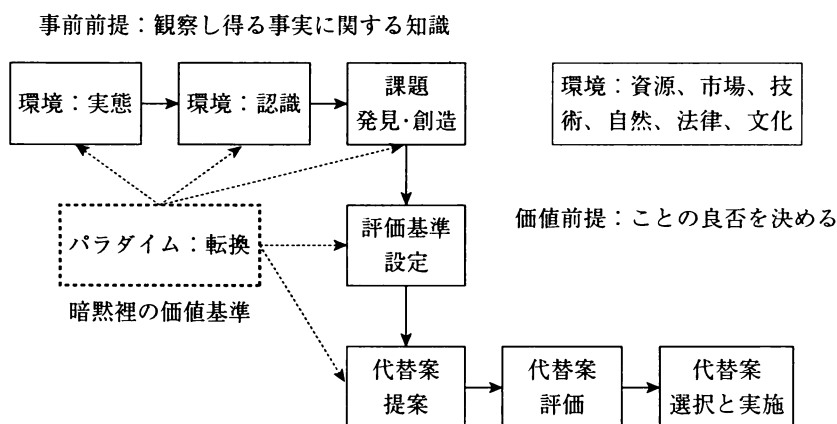 事前前提：観察し得る事実に関する知識
環境：実態
環境：認識
課題
発見･創造
環境：資源、市場、技
術、自然、法律、文化
パラダイム：転換
暗黙裡の価値基準
評価基準
設定
価値前提：ことの良否を決める
代替案
提案
代替案
評価
代替案
選択と実施